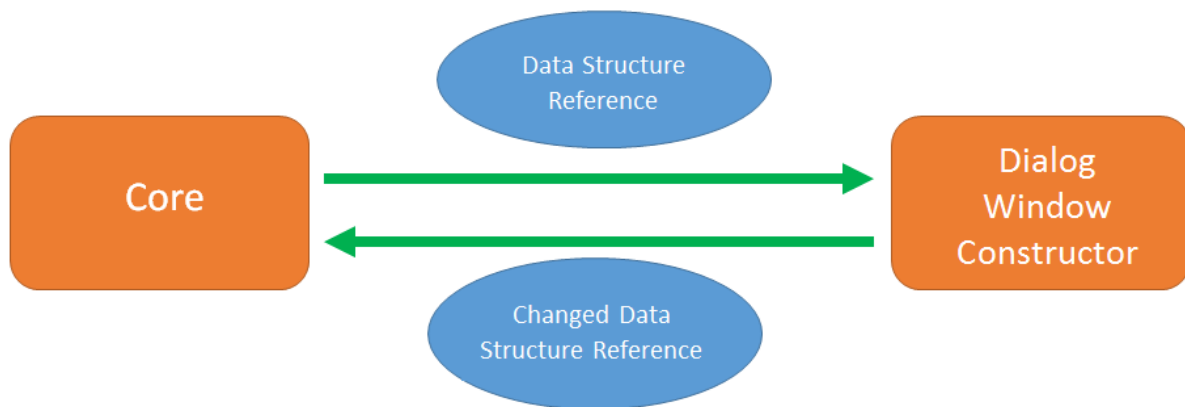 Data Structure
Reference
Core
Dialog
Window
Constructor
Changed Data
Structure Reference